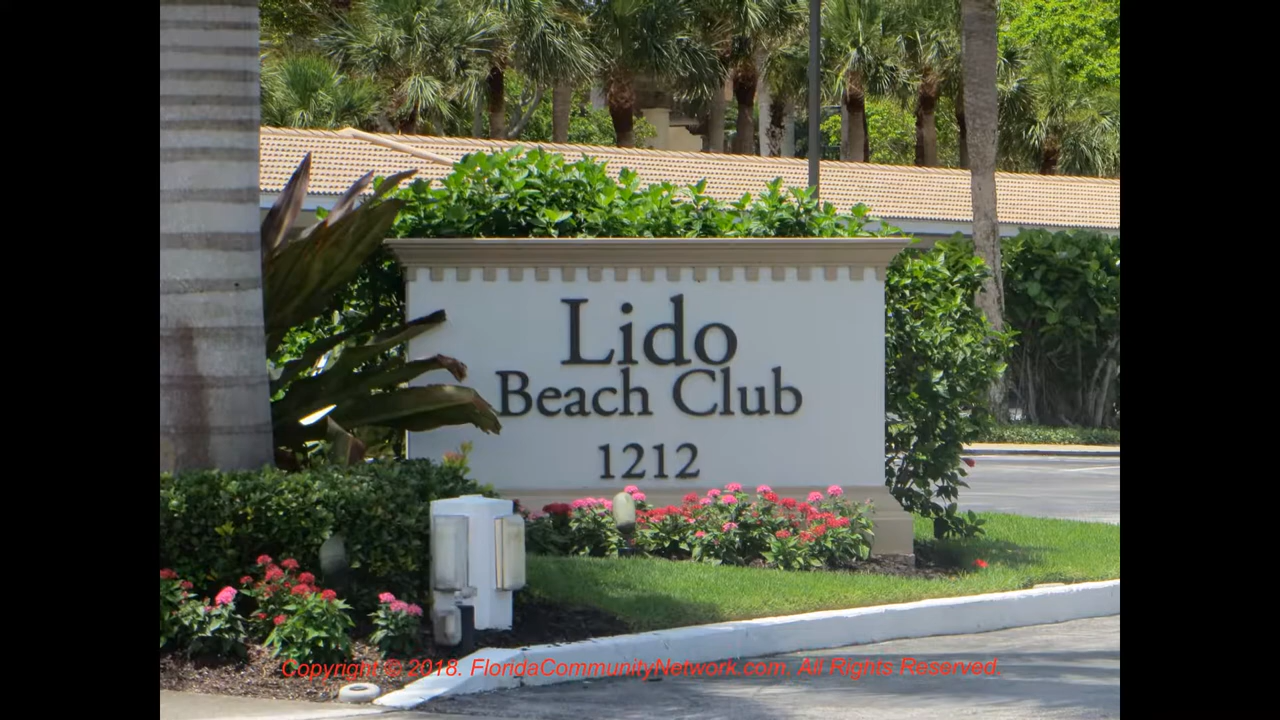 Lido
Beach Club
1212
Copyright © 2018. FloridaCommunityNetwork.com. All Rights Reserved.